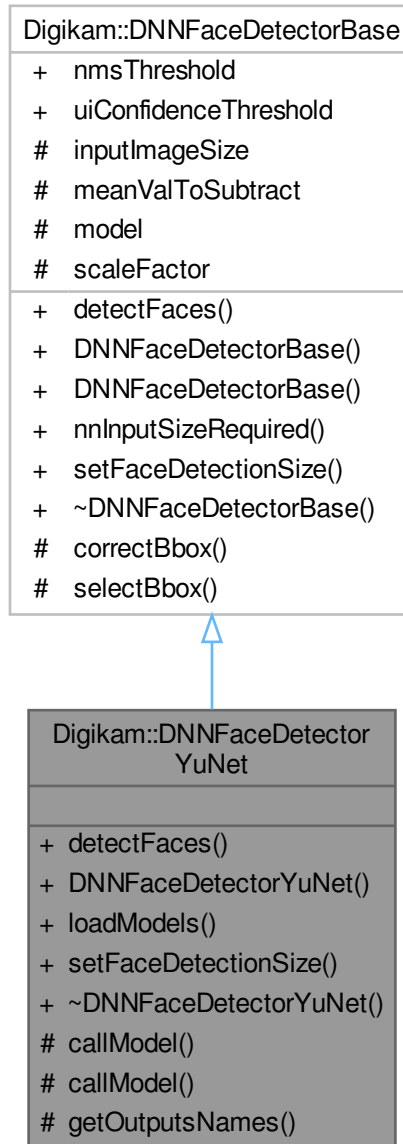 Digikam::DNNFaceDetectorBase
+ nmsThreshold
+ uiConfidenceThreshold
# inputImageSize
# meanValToSubtract
# model
# scaleFactor
+ detectFaces()
+ DNNFaceDetectorBase()
+ DNNFaceDetectorBase()
+ nnInputSizeRequired()
+ setFaceDetectionSize()
+ ~DNNFaceDetectorBase()
# correctBbox()
# selectBbox()
Digikam::DNNFaceDetector
YuNet
+ detectFaces()
+ DNNFaceDetectorYuNet()
+ loadModels()
+ setFaceDetectionSize()
+ ~DNNFaceDetectorYuNet()
# callModel()
# callModel()
# getOutputsNames()